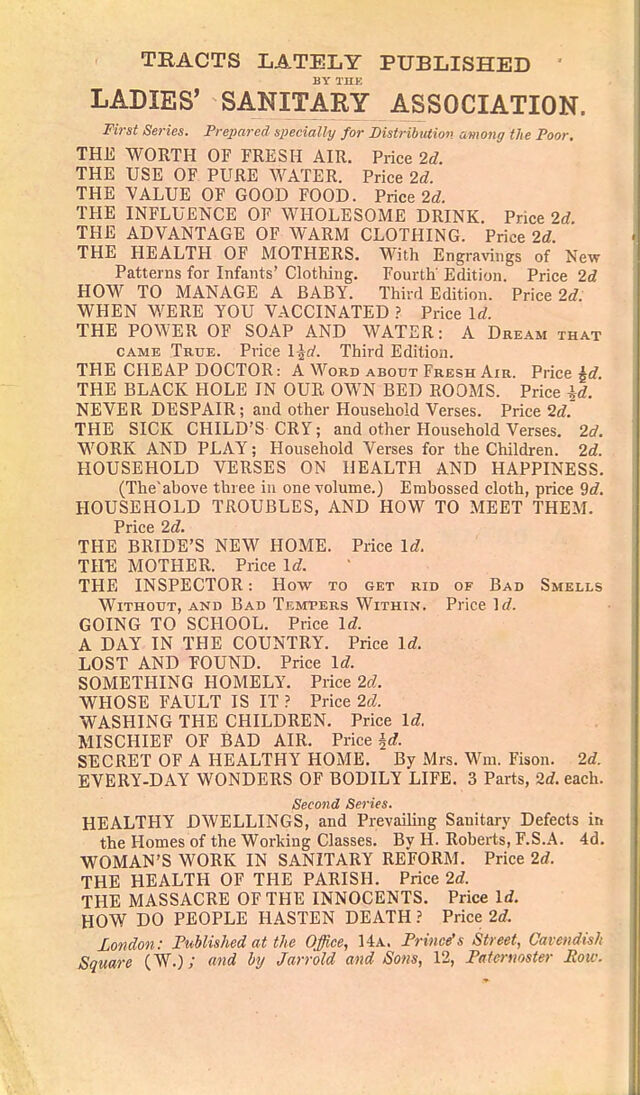 TRACTS LATELY PUBLISHED
BY THE
LADIES' SANITARY ASSOCIATION.
First Series. Prepared specially for Distribution among the Poor.
THE WORTH OF FRESH AIR. Price 2d.
THE USE OF PURE WATER. Price 2d.
THE VALUE OF GOOD FOOD. Price 2d.
THE INFLUENCE OF WHOLESOME DRINK. Price 2d.
THE ADVANTAGE OF WARM CLOTHING. Price 2d.
THE HEALTH OF MOTHERS. With Engravings of New
Patterns for Infants' Clothing. Fourth Edition. Price 2d
HOW TO MANAGE A BABY. Third Edition. Price 2d.
WHEN WERE YOU VACCINATED? Price 1d.
THE POWER OF SOAP AND WATER: A DREAM THAT
CAME TRUE. Price 1½d. Third Edition.
THE CHEAP DOCTOR: A WORD ABOUT FRESH AIR. Price ½d.
THE BLACK HOLE IN OUR OWN BED ROOMS. Price ½d.
NEVER DESPAIR; and other Household Verses. Price 2d.
THE SICK CHILD'S CRY; and other Household Verses. 2d.
WORK AND PLAY; Household Verses for the Children. 2d.
HOUSEHOLD VERSES ON HEALTH AND HAPPINESS.
(The above three in one volume.) Embossed cloth, price 9d.
HOUSEHOLD TROUBLES, AND HOW TO MEET THEM.
Price 2d.
THE BRIDE'S NEW HOME. Price 1d.
THE MOTHER. Price 1d.
THE INSPECTOR: HOW TO GET RID OF BAD SMELLS
WITHOUT, AND BAD TEMPERS WITHIN. Price 1d.
GOING TO SCHOOL. Price 1d.
A DAY IN THE COUNTRY. Price 1d.
LOST AND FOUND. Price 1d.
SOMETHING HOMELY. Price 2d.
WHOSE FAULT IS IT? Price 2d.
WASHING THE CHILDREN. Price 1d.
MISCHIEF OF BAD AIR. Price ½d.
SECRET OF A HEALTHY HOME. By Mrs. Wm. Fison. 2d.
EVERY-DAY WONDERS OF BODILY LIFE. 3 Parts, 2d. each.
Second Series.
HEALTHY DWELLINGS, and Prevailing Sanitary Defects in
the Homes of the Working Classes. By H. Roberts, F.S.A. 4d.
WOMAN'S WORK IN SANITARY REFORM. Price 2d.
THE HEALTH OF THE PARISH. Price 2d.
THE MASSACRE OF THE INNOCENTS. Price 1d.
HOW DO PEOPLE HASTEN DEATH? Price 2d.
London: Published at the Office, 14A. Prince's Street, Cavendish
Square (W.); and by Jarrold and Sons, 12, Paternoster Row.